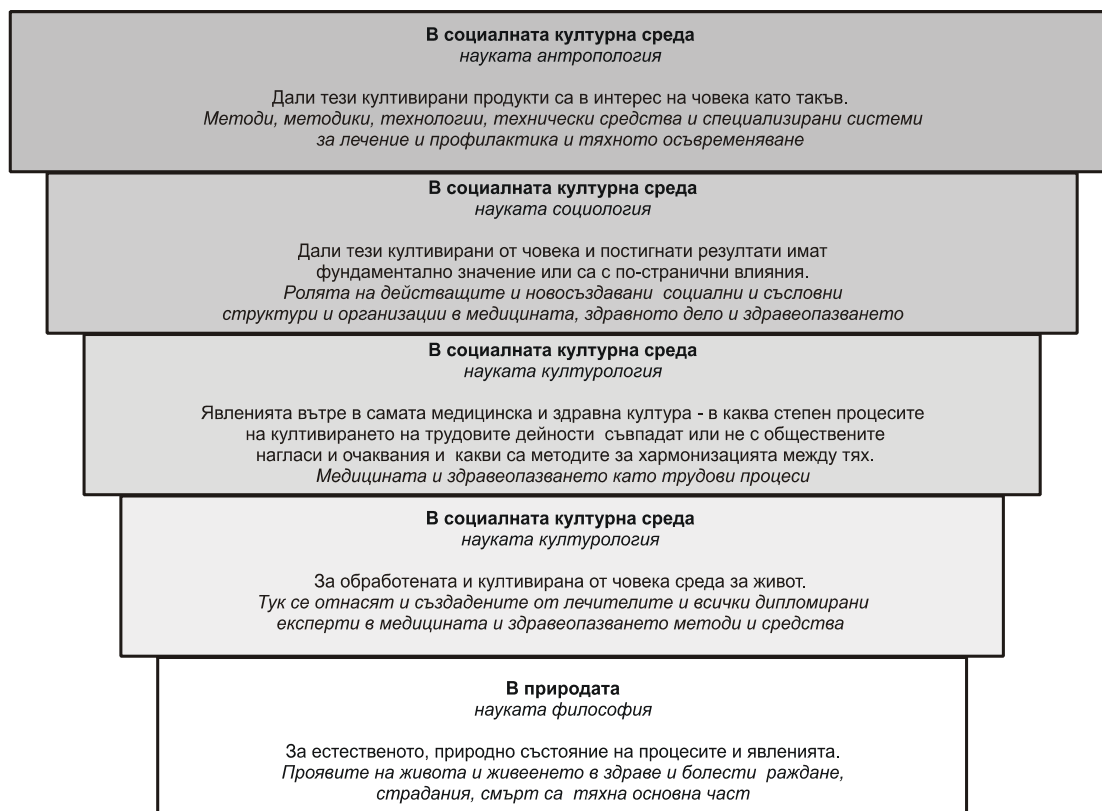 В социалната културна среда
науката антропология
Дали тези култивирани продукти са в интерес на човека като такъв.
Методи, методики, технологии, технически средства и специализирани системи
за лечение и профилактика и тяхното осъвременяване
В социалната културна среда
науката социология
Дали тези култивирани от човека и постигнати резултати имат
фундаментално значение или са с по-странични влияния.
Ролята на действащите и новосъздавани социални и съсловни
структури и организации в медицината, здравното дело и здравеопазването
В социалната културна среда
науката културология
Явленията вътре в самата медицинска и здравна култура - в каква степен процесите
на култивирането на трудовите дейности съвпадат или не с обществените
нагласи и очаквания и какви са методите за хармонизацията между тях.
Медицината и здравеопазването като трудови процеси
В социалната културна среда
науката културология
За обработената и култивирана от човека среда за живот.
Тук се отнасят и създадените от лечителите и всички дипломирани
експерти в медицината и здравеопазването методи и средства
В природата
науката философия
За естественото, природно състояние на процесите и явленията.
Проявите на живота и живеенето в здраве и болести раждане,
страдания, смърт са тяхна основна част